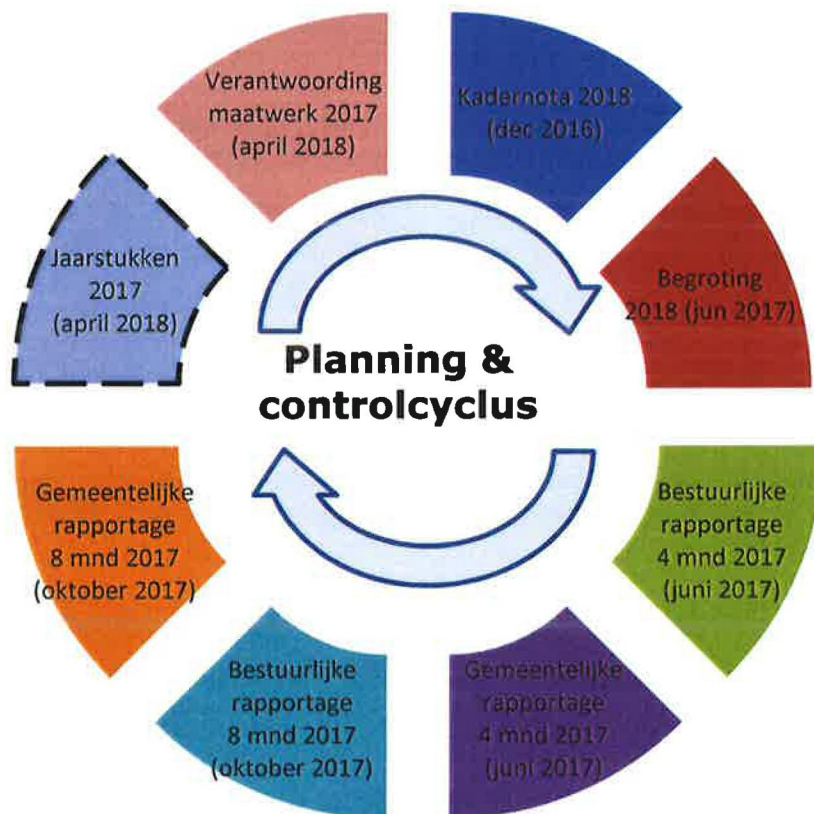 Verantwoording
maatwerk 2017
(april 2018)
Kadernota 2018
(dec 2016)
Begroting
2018 (jun 2017)
Bestuurlijke
rapportage
4 mnd 2017
(juni 2017)
Gemeentelijke
rapportage
4 mnd 2017
(juni 2017)
Bestuurlijke
rapportage
8 mnd 2017
(oktober 2017)
Gemeentelijke
rapportage
8 mnd 2017
(oktober 2017)
Jaarstukken
2017
(april 2018)
Planning &
controlcyclus